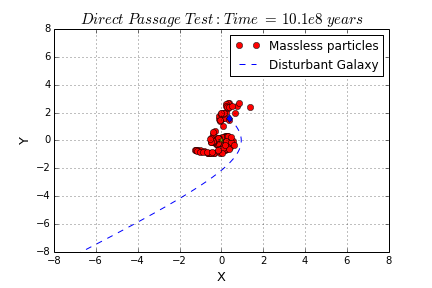 Direct Passage Test: Time = 10.1e8 years
Massless particles
Disturbant Galaxy
Y
8
6
4
2
0
−2
−4
−6
−8
−8 −6 −4 −2 0 2 4 6 8
X